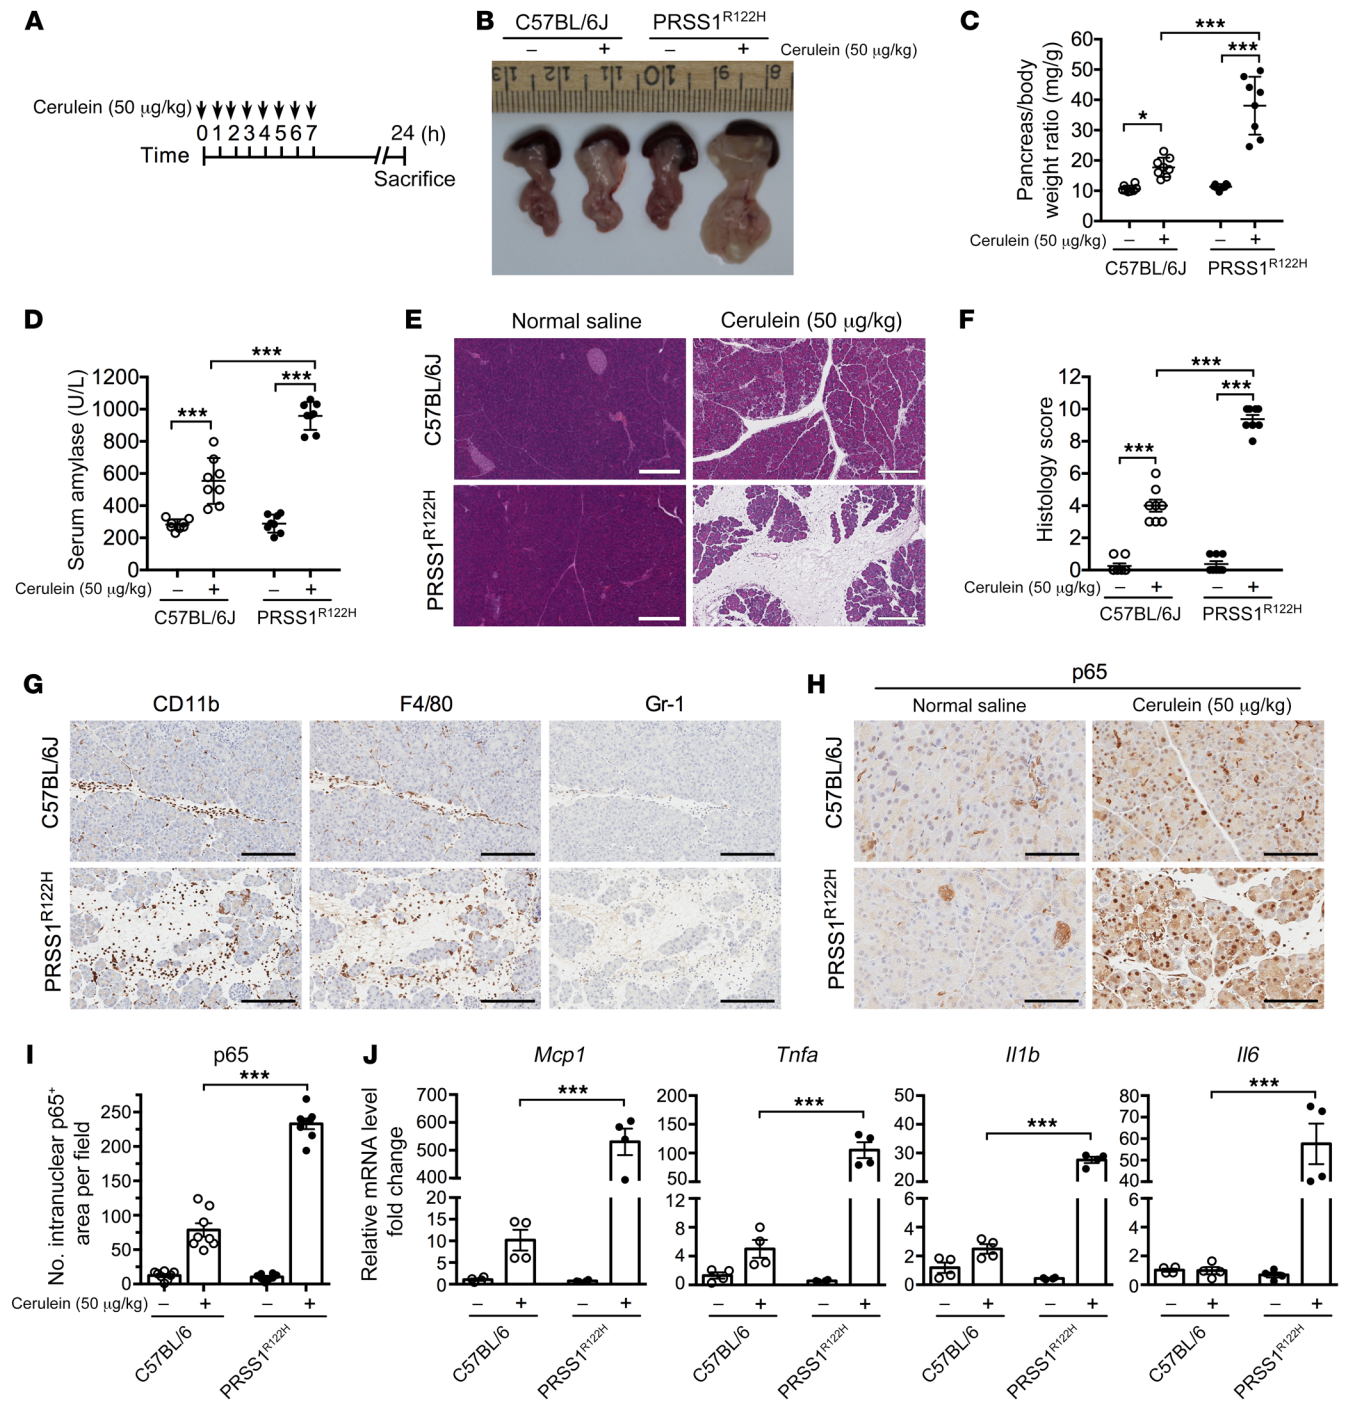 A
Cerulein (50 μg/kg)
0 1 2 3 4 5 6 7 24 (h)
Time
Sacrifice
B
C57BL/6J PRSS1R122H
– + – + Cerulein (50 μg/kg)
13 12 11 10 9 8
C
Pancreas/body
weight ratio (mg/g)
60
50
40
30
20
10
0
*
***
***
Cerulein (50 μg/kg) – + – +
C57BL/6J PRSS1R122H
D
Serum amylase (U/L)
1200
1000
800
600
400
200
0
***
***
***
Cerulein (50 μg/kg) – + – +
C57BL/6J PRSS1R122H
E
Normal saline Cerulein (50 μg/kg)
C57BL/6J
PRSS1R122H
F
Histology score
12
10
8
6
4
2
0
***
***
***
Cerulein (50 μg/kg) – + – +
C57BL/6J PRSS1R122H
G
CD11b F4/80 Gr-1
C57BL/6J
PRSS1R122H
H
p65
Normal saline Cerulein (50 μg/kg)
C57BL/6J
PRSS1R122H
I
p65
No. intranuclear p65+
area per field
250
200
150
100
50
0
***
Cerulein (50 μg/kg) – + – +
C57BL/6 PRSS1R122H
J
Relative mRNA level
fold change
Mcp1
700
600
500
400
20
15
10
5
0
***
– + – +
C57BL/6 PRSS1R122H
Tnfa
200
150
100
50
12
8
4
0
***
– + – +
C57BL/6 PRSS1R122H
Il1b
50
40
30
20
6
4
2
0
***
– + – +
C57BL/6 PRSS1R122H
Il6
80
70
60
50
40
6
4
2
0
***
– + – +
C57BL/6 PRSS1R122H